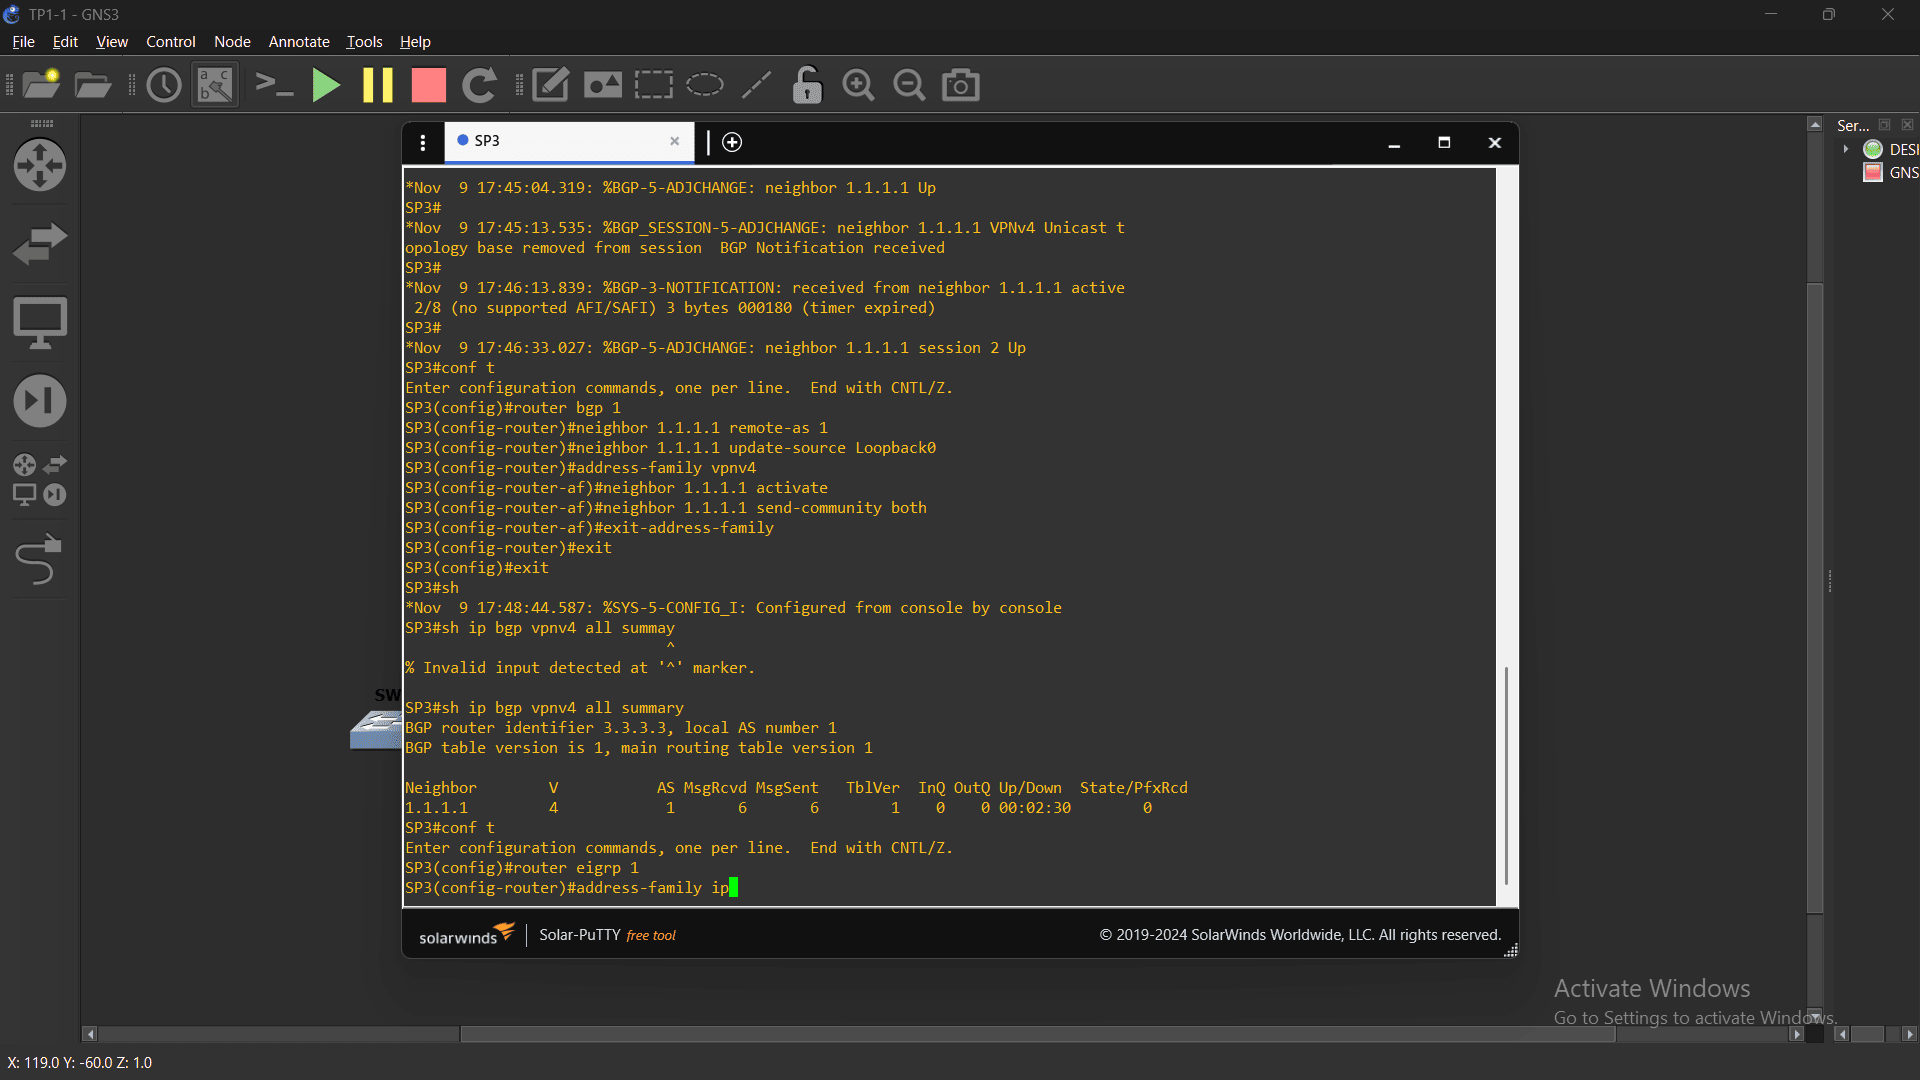 TP1-1 - GNS3
File Edit View Control Node Annotate Tools Help
SP3
Ser...
DESI
GNS
*Nov  9 17:45:04.319: %BGP-5-ADJCHANGE: neighbor 1.1.1.1 Up
SP3#
*Nov  9 17:45:13.535: %BGP_SESSION-5-ADJCHANGE: neighbor 1.1.1.1 VPNv4 Unicast t
opology base removed from session  BGP Notification received
SP3#
*Nov  9 17:46:13.839: %BGP-3-NOTIFICATION: received from neighbor 1.1.1.1 active
 2/8 (no supported AFI/SAFI) 3 bytes 000180 (timer expired)
SP3#
*Nov  9 17:46:33.027: %BGP-5-ADJCHANGE: neighbor 1.1.1.1 session 2 Up
SP3#conf t
Enter configuration commands, one per line.  End with CNTL/Z.
SP3(config)#router bgp 1
SP3(config-router)#neighbor 1.1.1.1 remote-as 1
SP3(config-router)#neighbor 1.1.1.1 update-source Loopback0
SP3(config-router)#address-family vpnv4
SP3(config-router-af)#neighbor 1.1.1.1 activate
SP3(config-router-af)#neighbor 1.1.1.1 send-community both
SP3(config-router-af)#exit-address-family
SP3(config-router)#exit
SP3(config)#exit
SP3#sh
*Nov  9 17:48:44.587: %SYS-5-CONFIG_I: Configured from console by console
SP3#sh ip bgp vpnv4 all summay
^
% Invalid input detected at '^' marker.
SW
SP3#sh ip bgp vpnv4 all summary
BGP router identifier 3.3.3.3, local AS number 1
BGP table version is 1, main routing table version 1
Neighbor        V           AS MsgRcvd MsgSent   TblVer  InQ OutQ Up/Down  State/PfxRcd
1.1.1.1         4            1       6       6        1    0    0 00:02:30        0
SP3#conf t
Enter configuration commands, one per line.  End with CNTL/Z.
SP3(config)#router eigrp 1
SP3(config-router)#address-family ip
solarwinds Solar-PuTTY free tool
© 2019-2024 SolarWinds Worldwide, LLC. All rights reserved.
Activate Windows
Go to Settings to activate Windows.
X: 119.0 Y: -60.0 Z: 1.0